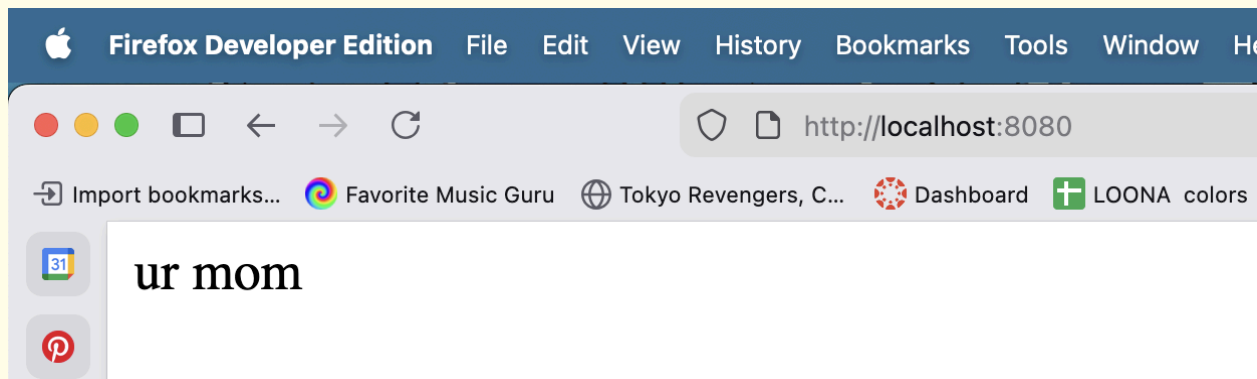 Firefox Developer Edition File Edit View History Bookmarks Tools Window He
http://localhost:8080
Import bookmarks... Favorite Music Guru Tokyo Revengers, C... Dashboard LOONA colors
31
ur mom